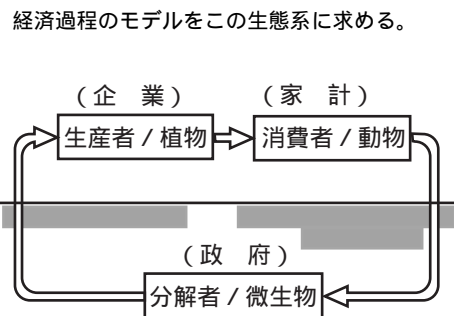 経済過程のモデルをこの生態系に求める。
(企 業)
(家 計)
生産者 / 植物
消費者 / 動物
(政 府)
分解者 / 微生物